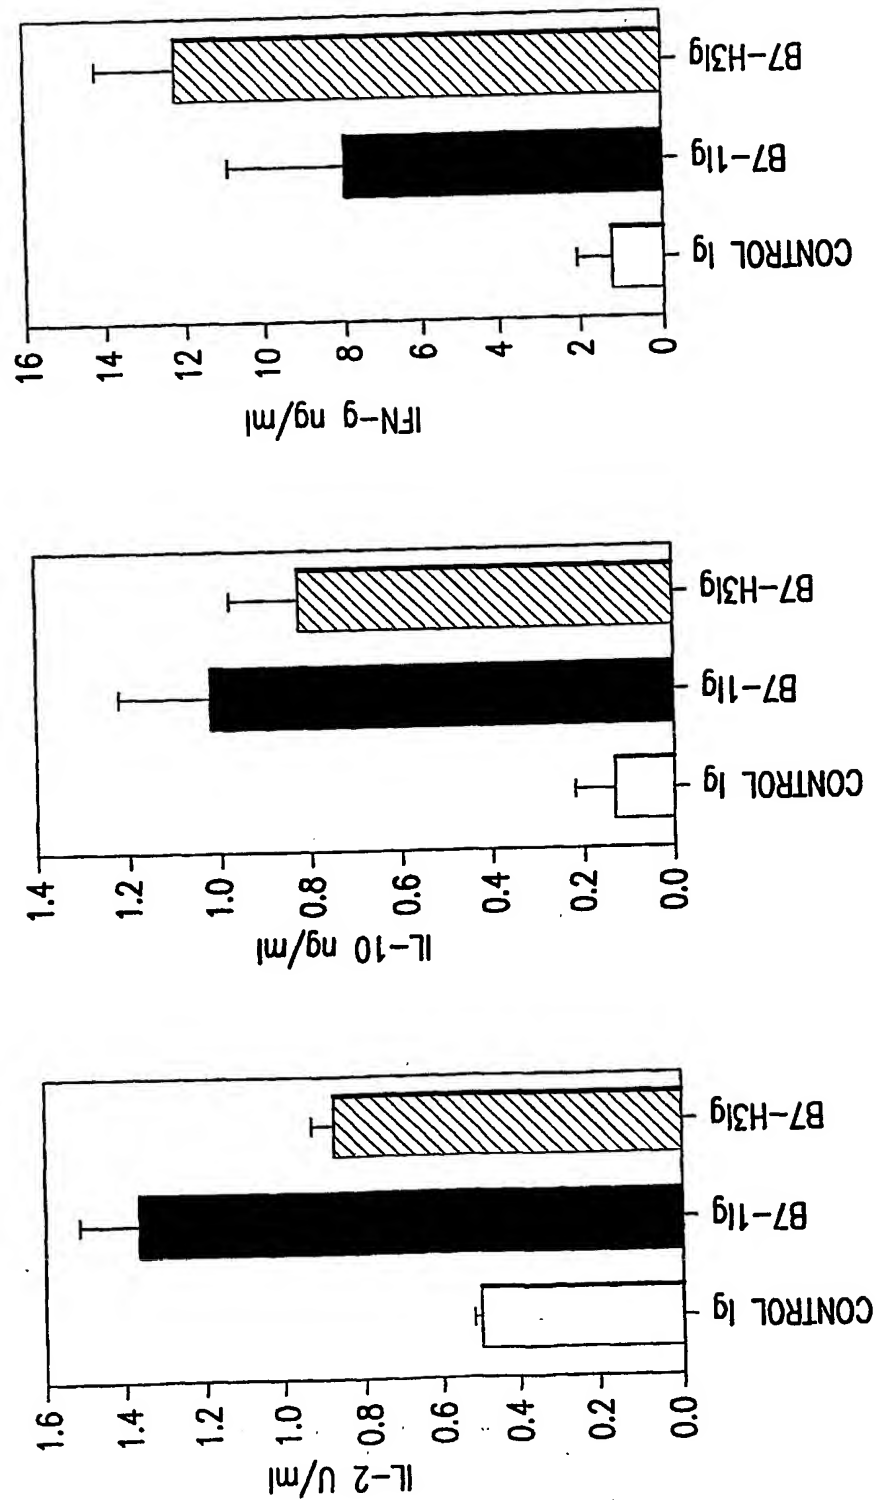 IL-2 U/ml
1.6
1.4
1.2
1.0
0.8
0.6
0.4
0.2
0.0
CONTROL Ig
B7-1Ig
B7-H3Ig
IL-10 ng/ml
1.4
1.2
1.0
0.8
0.6
0.4
0.2
0.0
CONTROL Ig
B7-1Ig
B7-H3Ig
IFN-g ng/ml
16
14
12
10
8
6
4
2
0
CONTROL Ig
B7-1Ig
B7-H3Ig